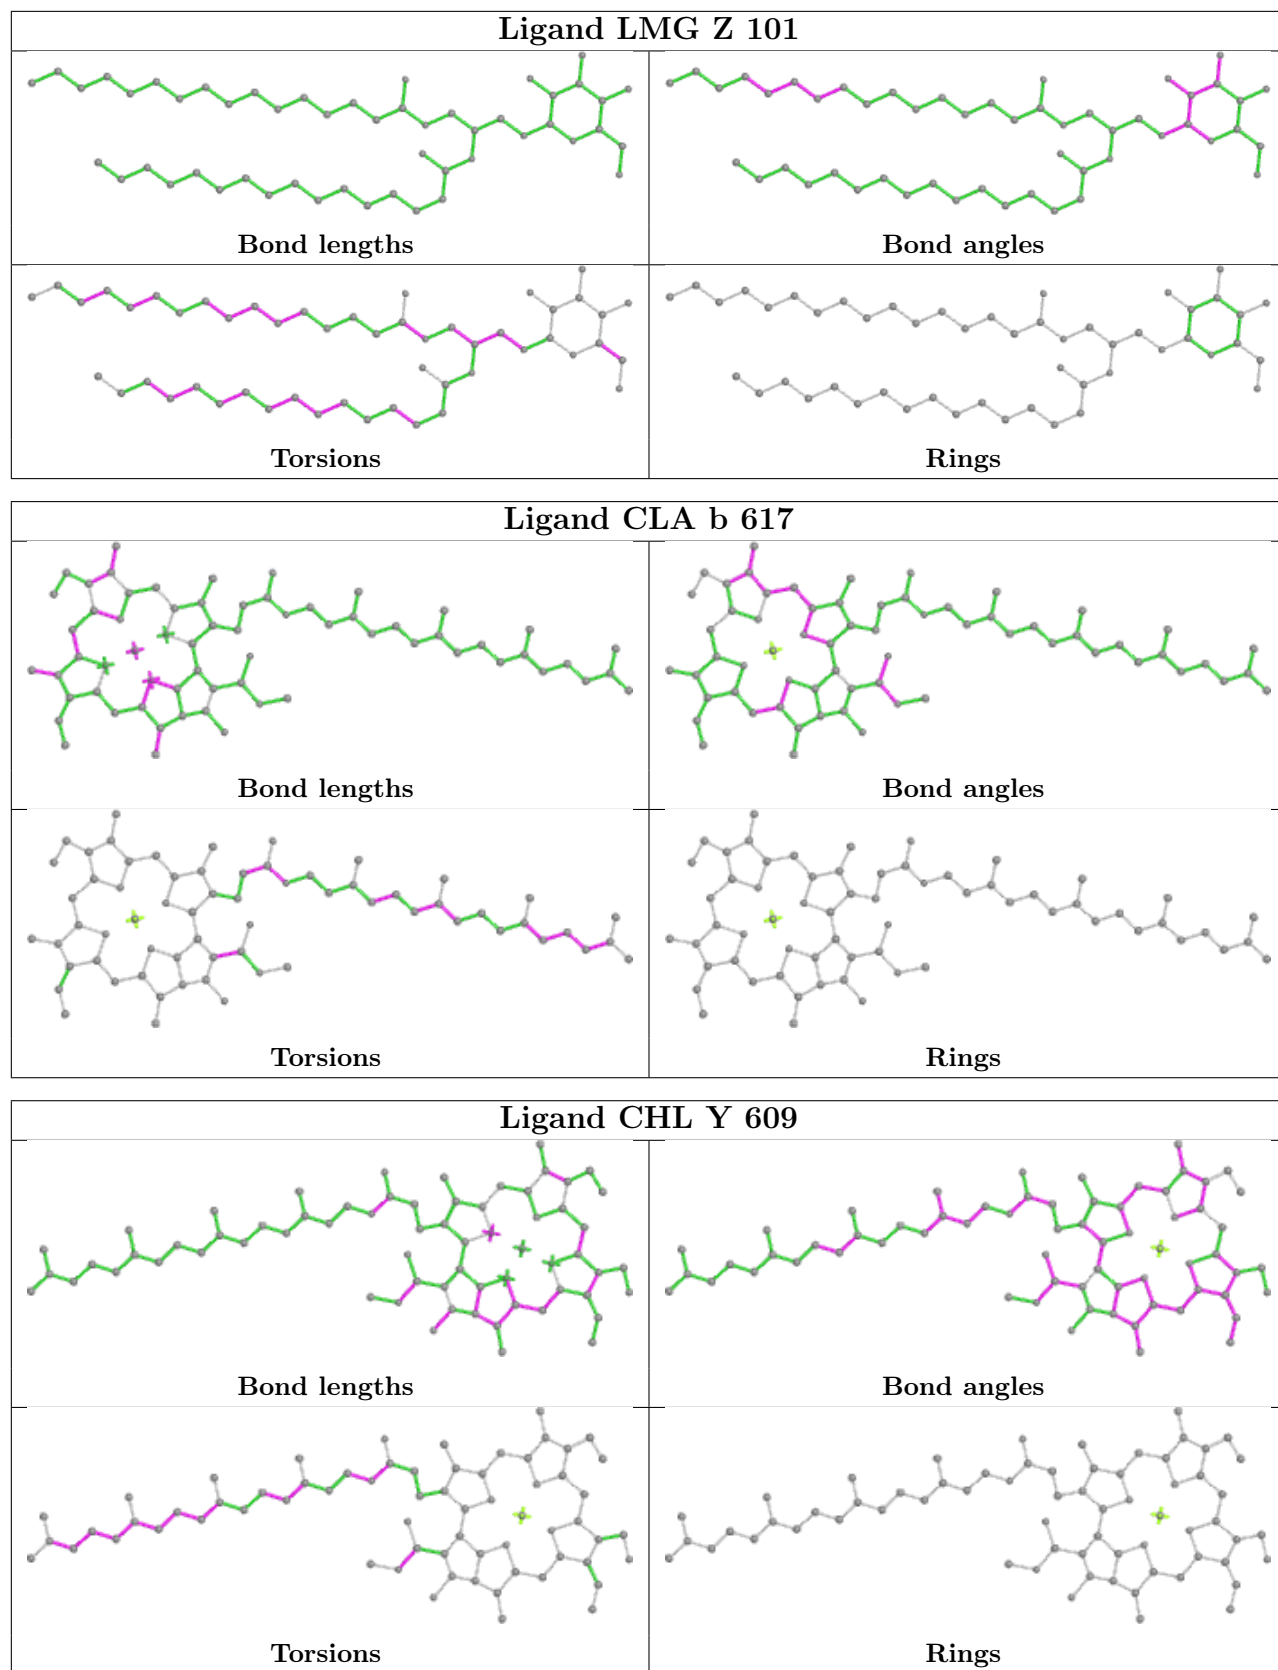 Ligand LMG Z 101
Bond lengths
Bond angles
Torsions
Rings
Ligand CLA b 617
Bond lengths
Bond angles
Torsions
Rings
Ligand CHL Y 609
Bond lengths
Bond angles
Torsions
Rings